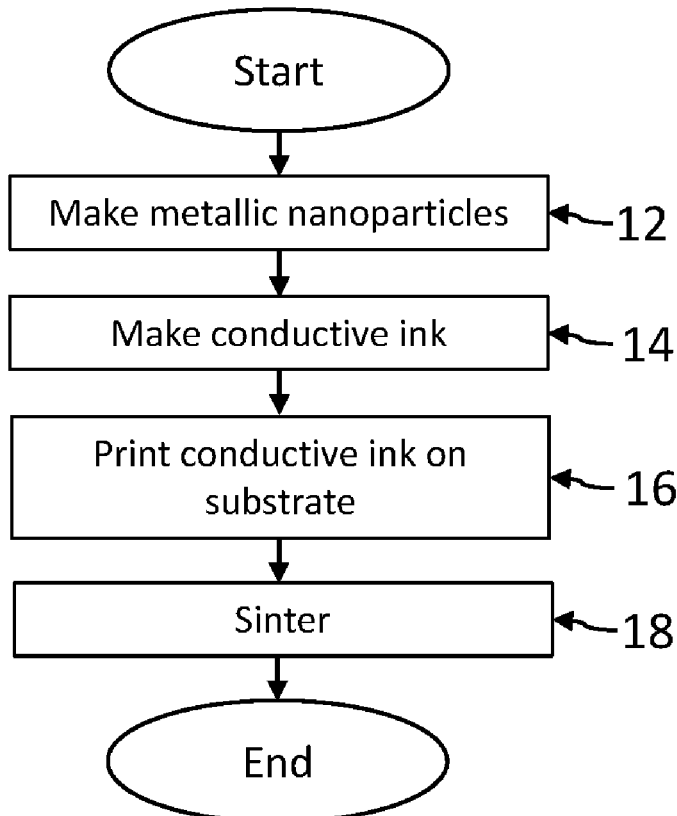 Start
Make metallic nanoparticles
12
Make conductive ink
14
Print conductive ink on
substrate
16
Sinter
18
End